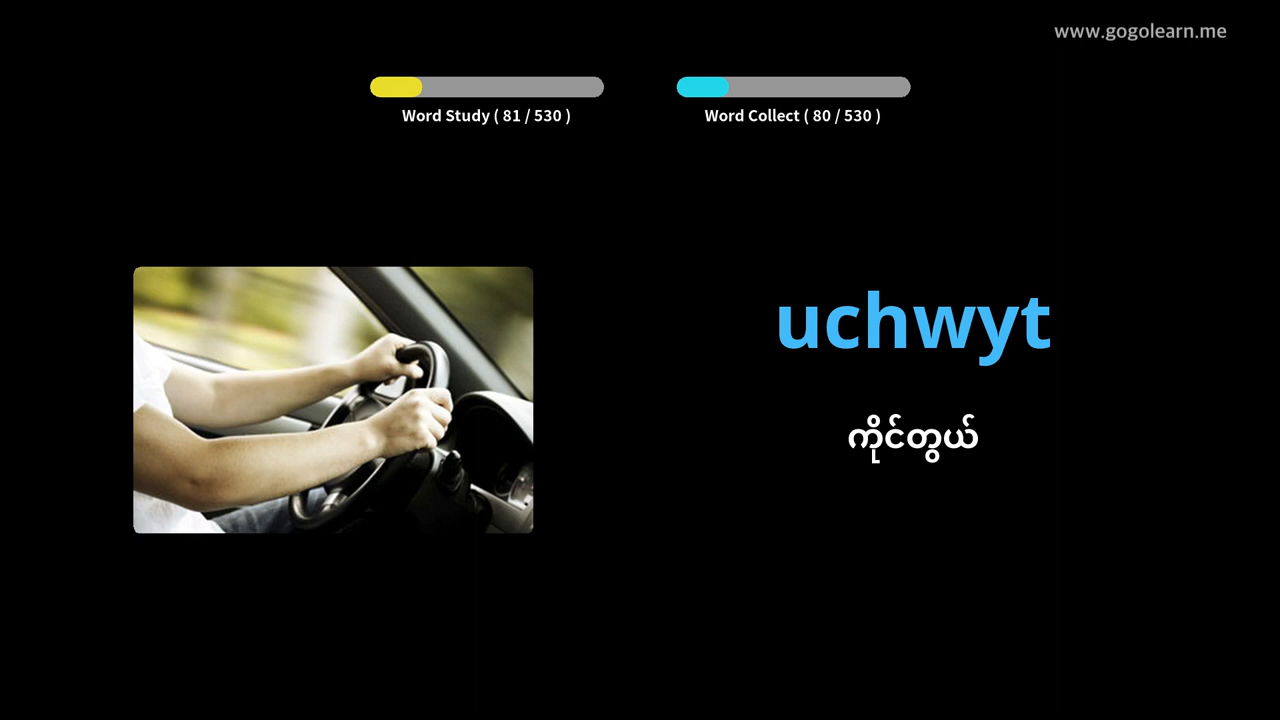 www.gogolearn.me
Word Study ( 81 / 530 )
Word Collect ( 80 / 530 )
uchwyt
ကိုင်တွယ်